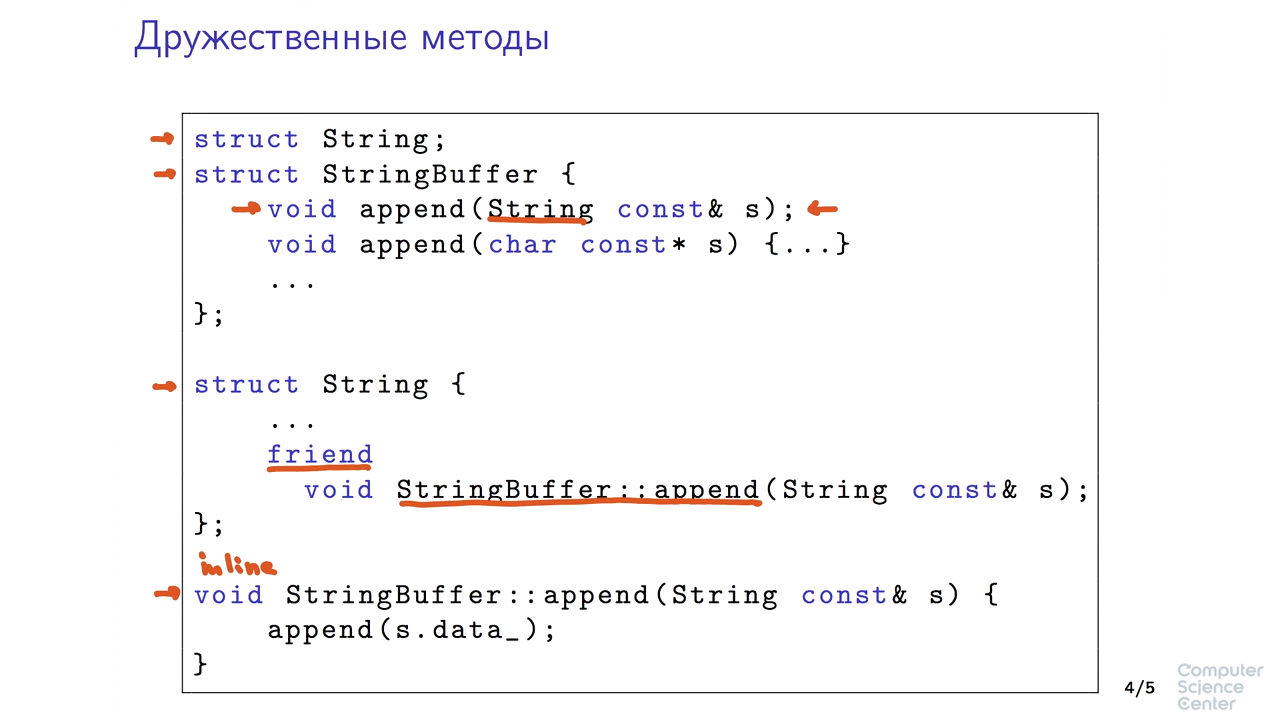 Дружественные методы
struct String;
struct StringBuffer {
void append(String const& s);
void append(char const* s) {...}
...
};
struct String {
...
friend
void StringBuffer::append(String const& s);
};
inline
void StringBuffer::append(String const& s) {
append(s.data_);
}
4/5
Computer
Science
Center